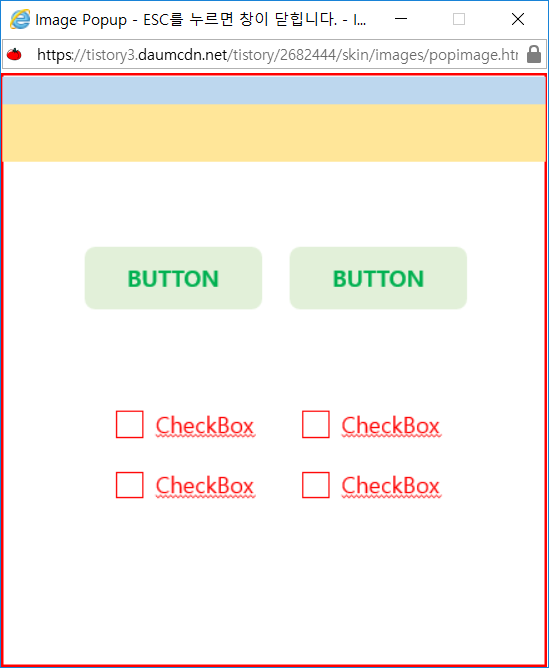 Image Popup - ESC를 누르면 창이 닫힙니다. - I...
https://tistory3.daumcdn.net/tistory/2682444/skin/images/popimage.htm
BUTTON BUTTON
CheckBox CheckBox
CheckBox CheckBox